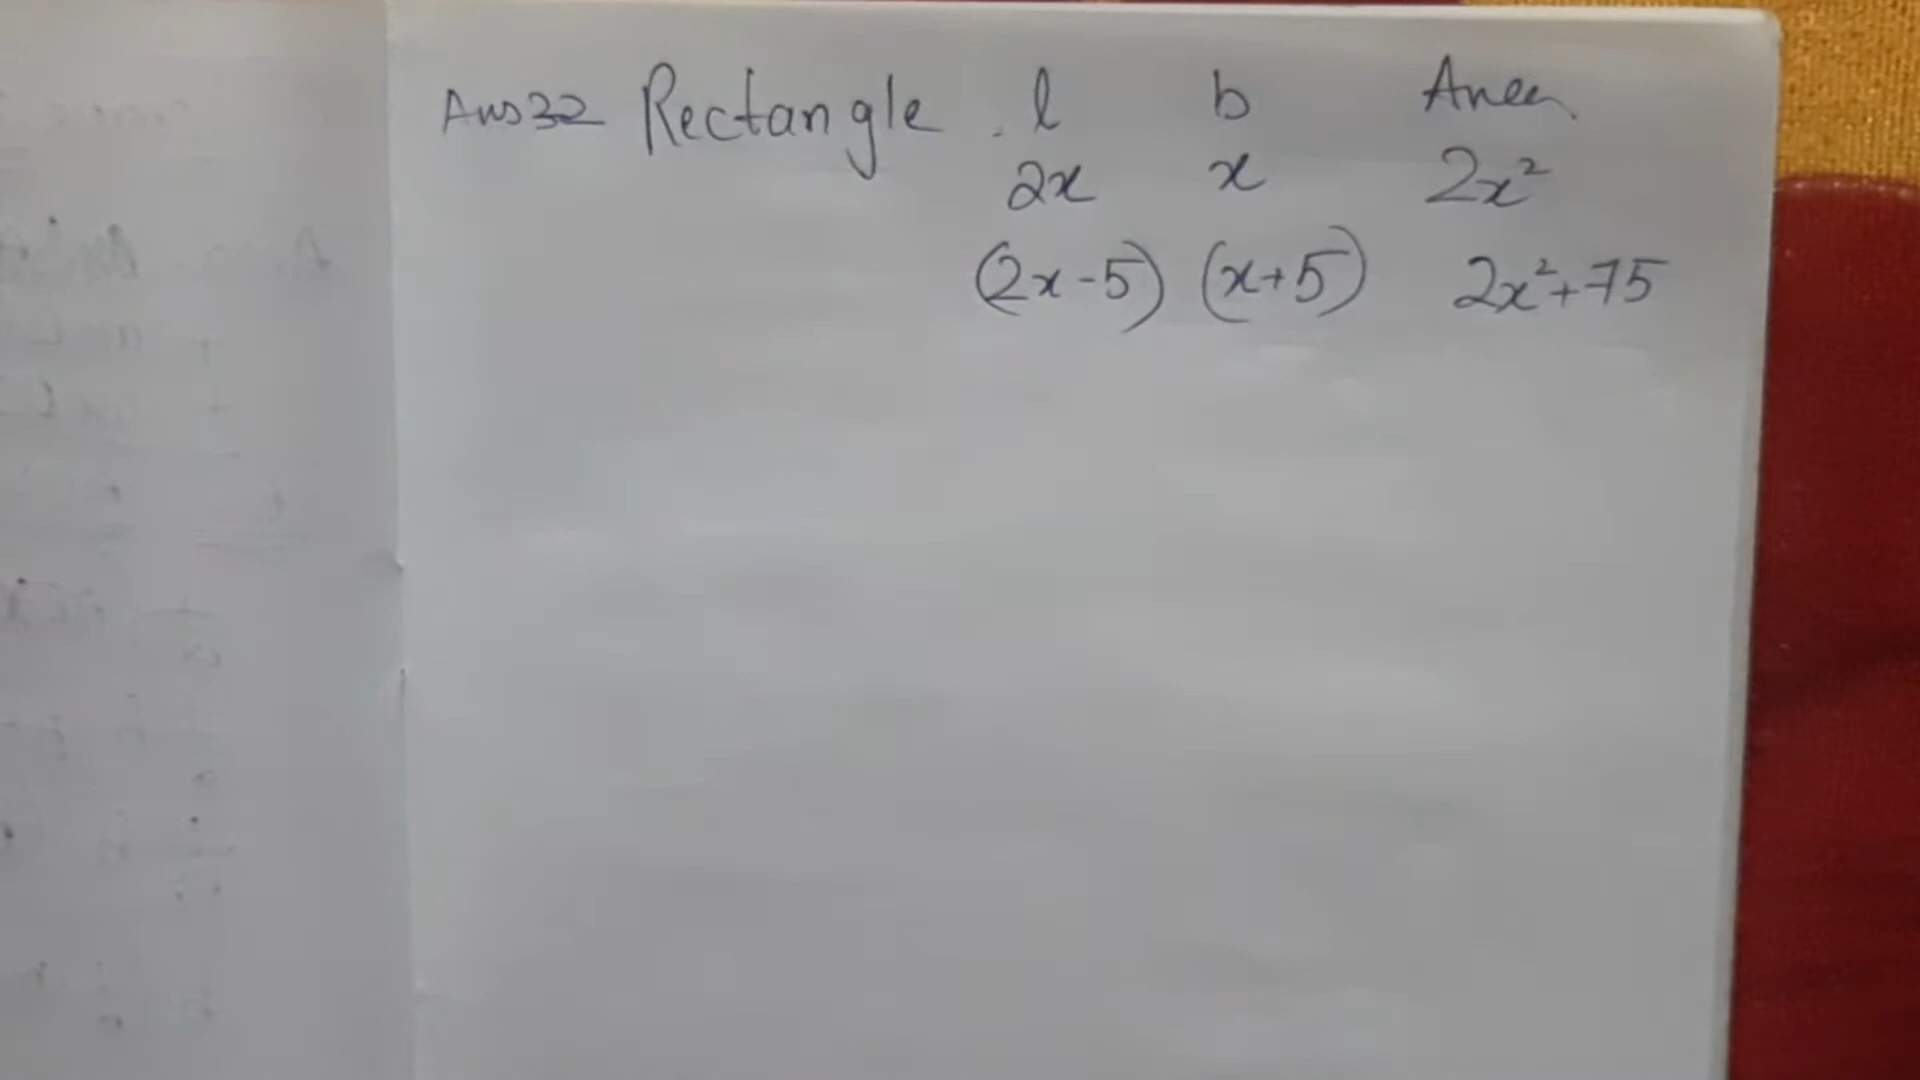 Ans32 Rectangle. l b Area
2x x 2x²
(2x-5) (x+5) 2x²+75